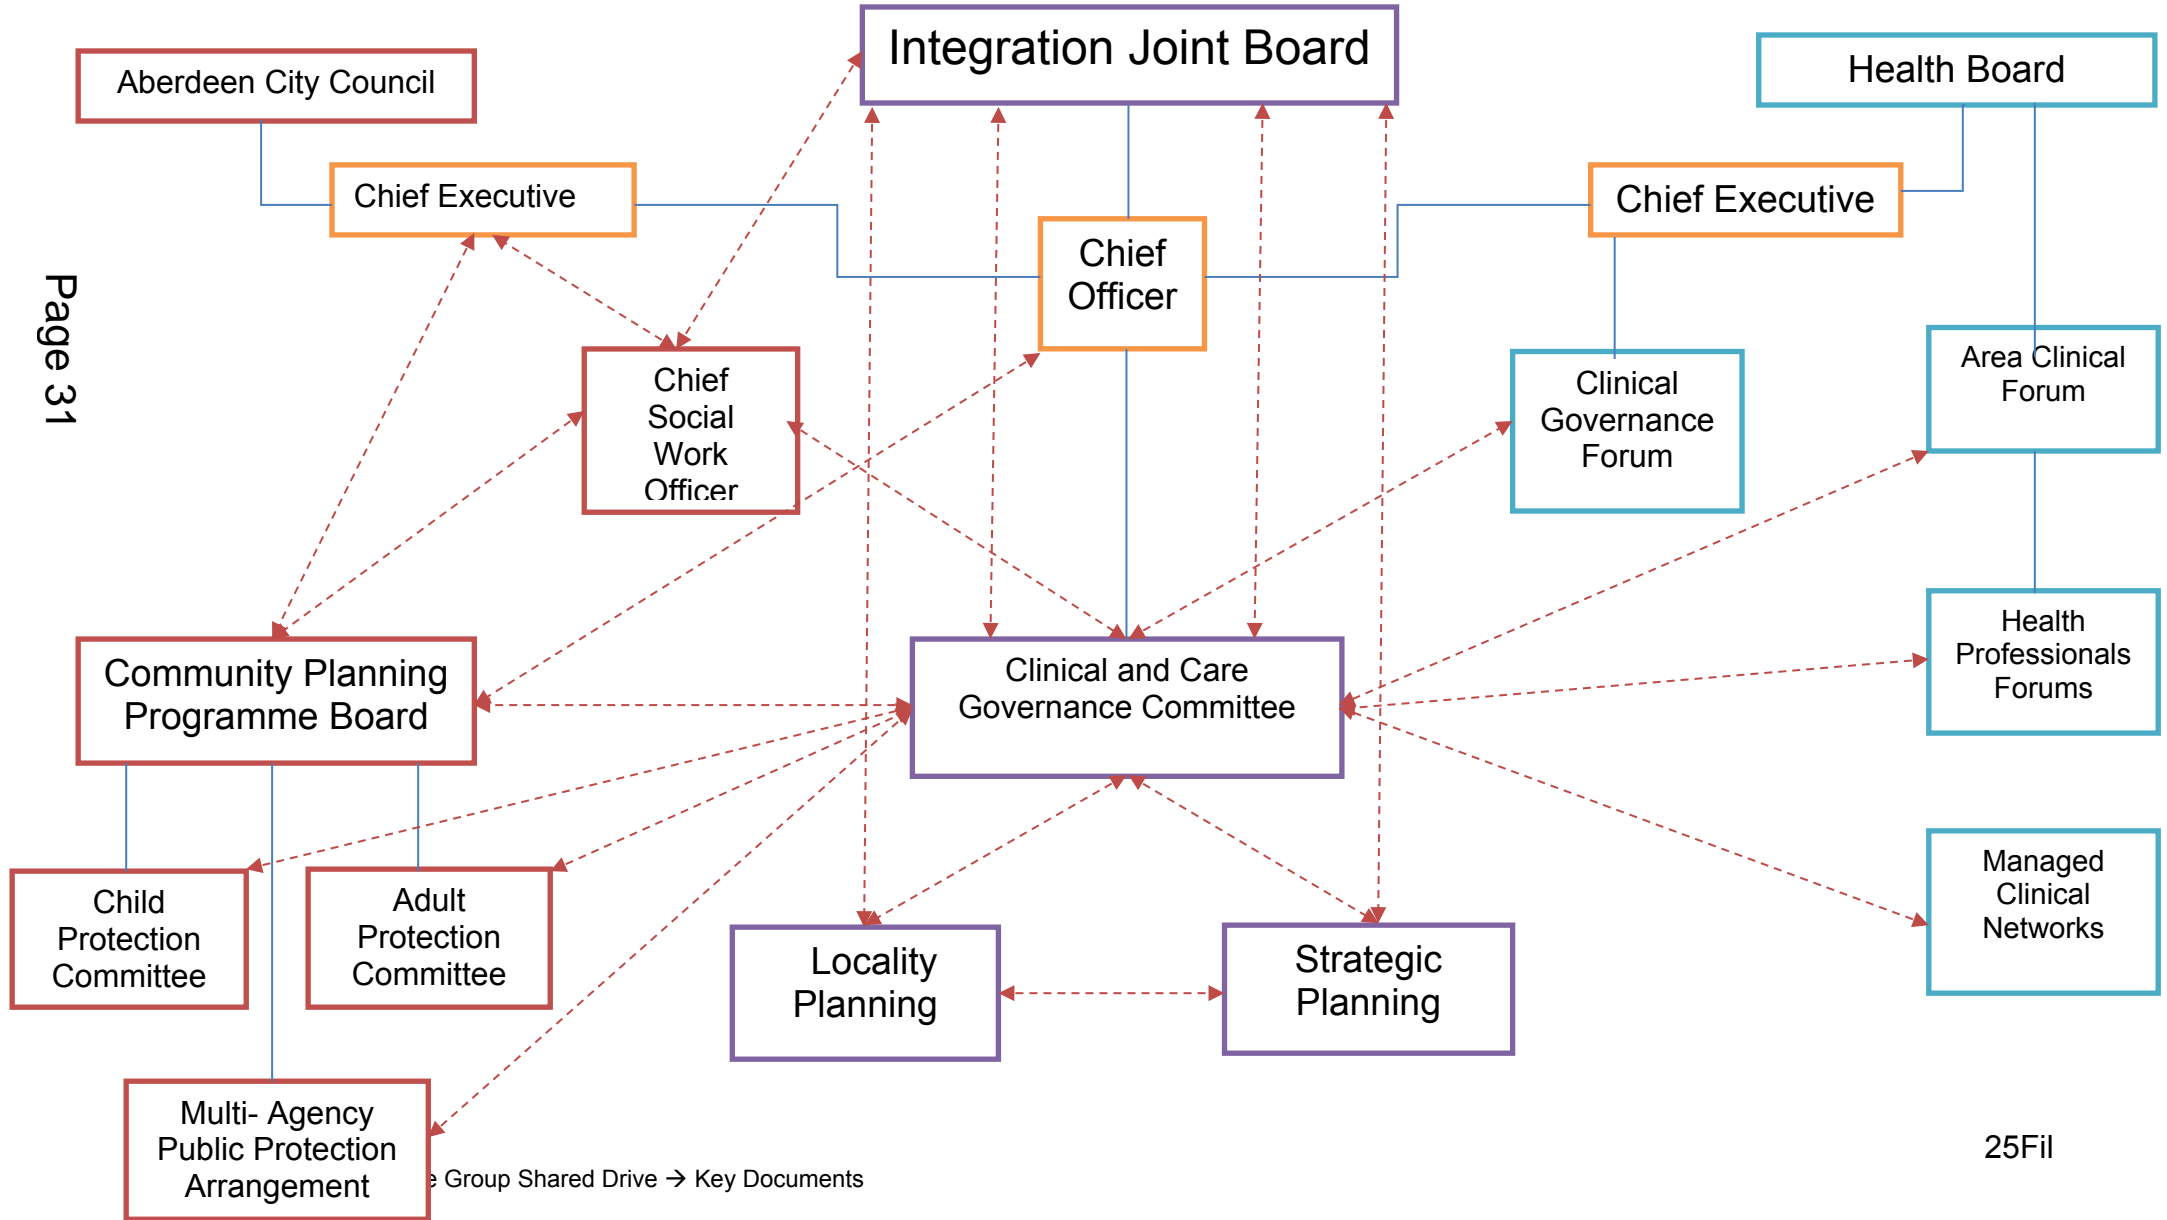 Integration Joint Board
Aberdeen City Council
Health Board
Chief Executive
Chief Executive
Chief
Officer
Page 31
Chief
Social
Work
Officer
Clinical
Governance
Forum
Area Clinical
Forum
Community Planning
Programme Board
Clinical and Care
Governance Committee
Health
Professionals
Forums
Child
Protection
Committee
Adult
Protection
Committee
Locality
Planning
Strategic
Planning
Managed
Clinical
Networks
Multi- Agency
Public Protection
Arrangement
e Group Shared Drive → Key Documents
25Fil